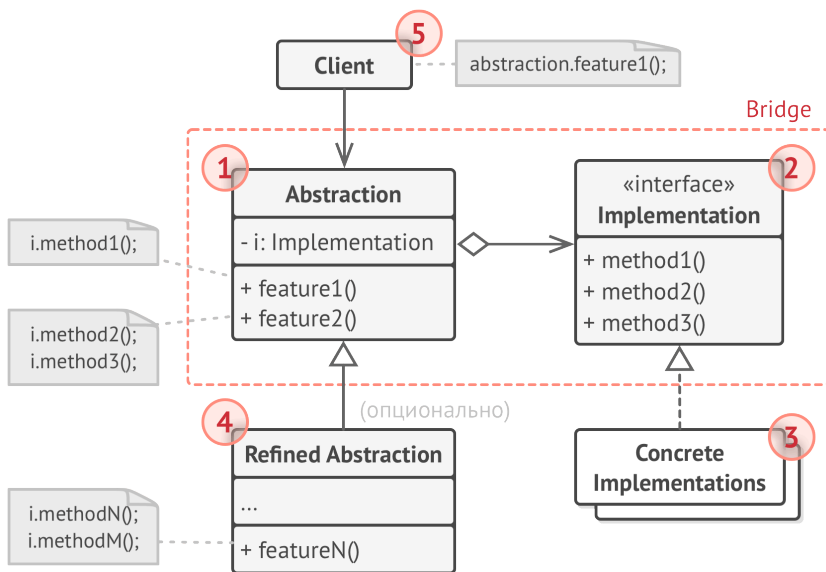 5
Client
abstraction.feature1();
Bridge
1
Abstraction
- i: Implementation
+ feature1()
+ feature2()
2
«interface»
Implementation
+ method1()
+ method2()
+ method3()
i.method1();
i.method2();
i.method3();
(опционально)
4
Refined Abstraction
...
+ featureN()
3
Concrete
Implementations
i.methodN();
i.methodM();